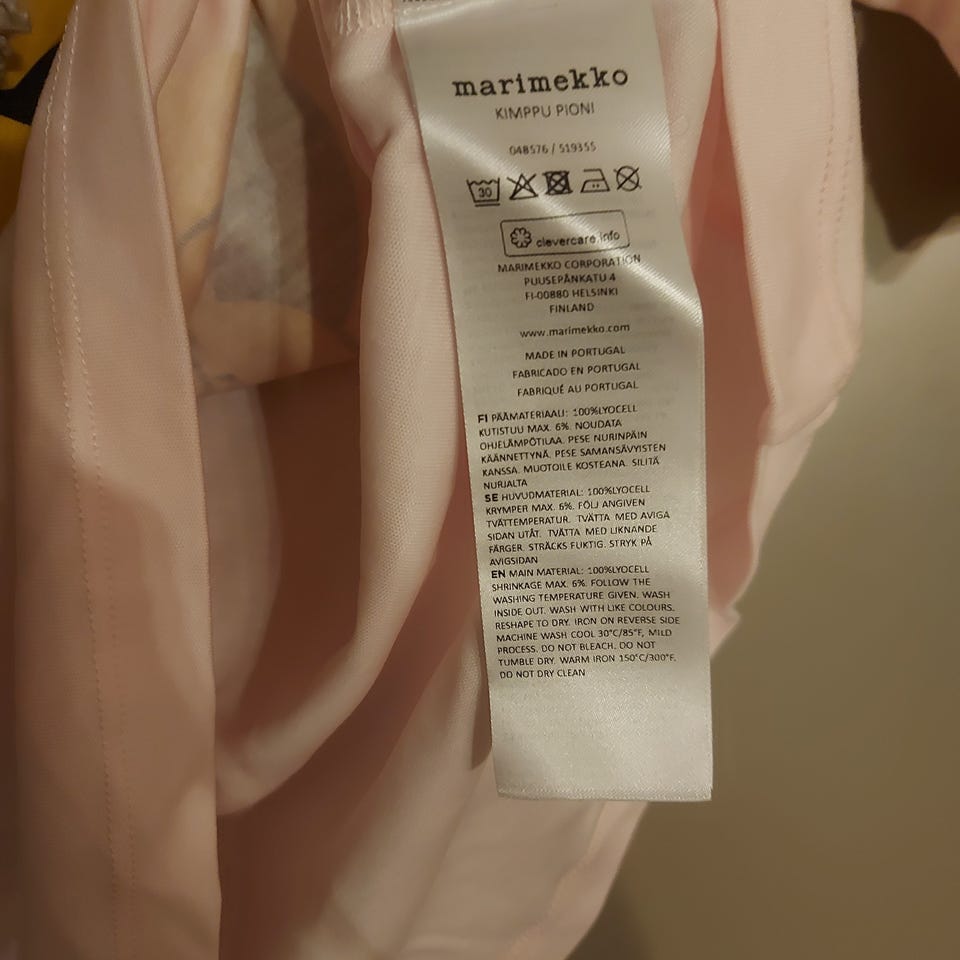 marimekko
KIMPPU PIONI
048576 / 519355
30
clevercare.info
MARIMEKKO CORPORATION
PUUSEPÄNKATU 4
FI-00880 HELSINKI
FINLAND
www.marimekko.com
MADE IN PORTUGAL
FABRICADO EN PORTUGAL
FABRIQUÉ AU PORTUGAL
FI PÄÄMATERIAALI: 100%LYOCELL
KUTISTUU MAX. 6%. NOUDATA
OHJELÄMPÖTILAA. PESE NURINPÄIN
KÄÄNNETTYNÄ. PESE SAMANSÄVYISTEN
KANSSA. MUOTOILE KOSTEANA. SILITÄ
NURJALTA
SE HUVUDMATERIAL: 100%LYOCELL
KRYMPER MAX. 6%. FÖLJ ANGIVEN
TVÄTTEMPERATUR. TVÄTTA MED AVIGA
SIDAN UTÅT. TVÄTTA MED LIKNANDE
FÄRGER. STRÄCKS FUKTIG. STRYK PÅ
AVIGSIDAN
EN MAIN MATERIAL: 100%LYOCELL
SHRINKAGE MAX. 6%. FOLLOW THE
WASHING TEMPERATURE GIVEN. WASH
INSIDE OUT. WASH WITH LIKE COLOURS.
RESHAPE TO DRY. IRON ON REVERSE SIDE
MACHINE WASH COOL 30°C/85°F, MILD
PROCESS. DO NOT BLEACH. DO NOT
TUMBLE DRY. WARM IRON 150°C/300°F.
DO NOT DRY CLEAN